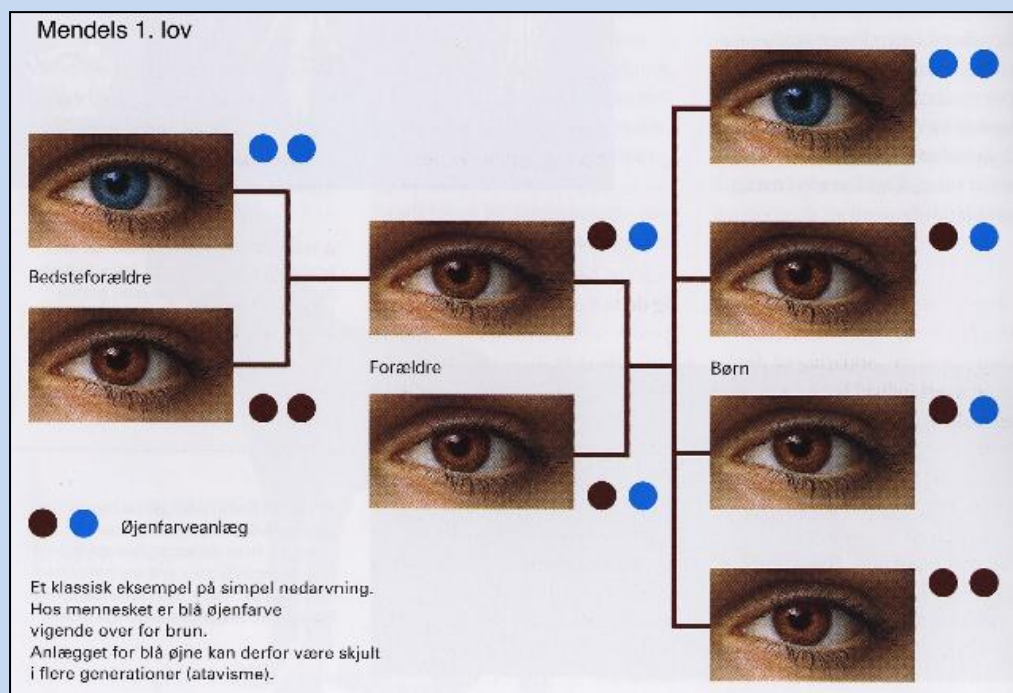 Mendels 1. lov
Bedsteforældre
Forældre
Børn
Øjenfarveanlæg
Et klassisk eksempel på simpel nedarvning.
Hos mennesket er blå øjenfarve
vigende over for brun.
Anlægget for blå øjne kan derfor være skjult
i flere generationer (atavisme).